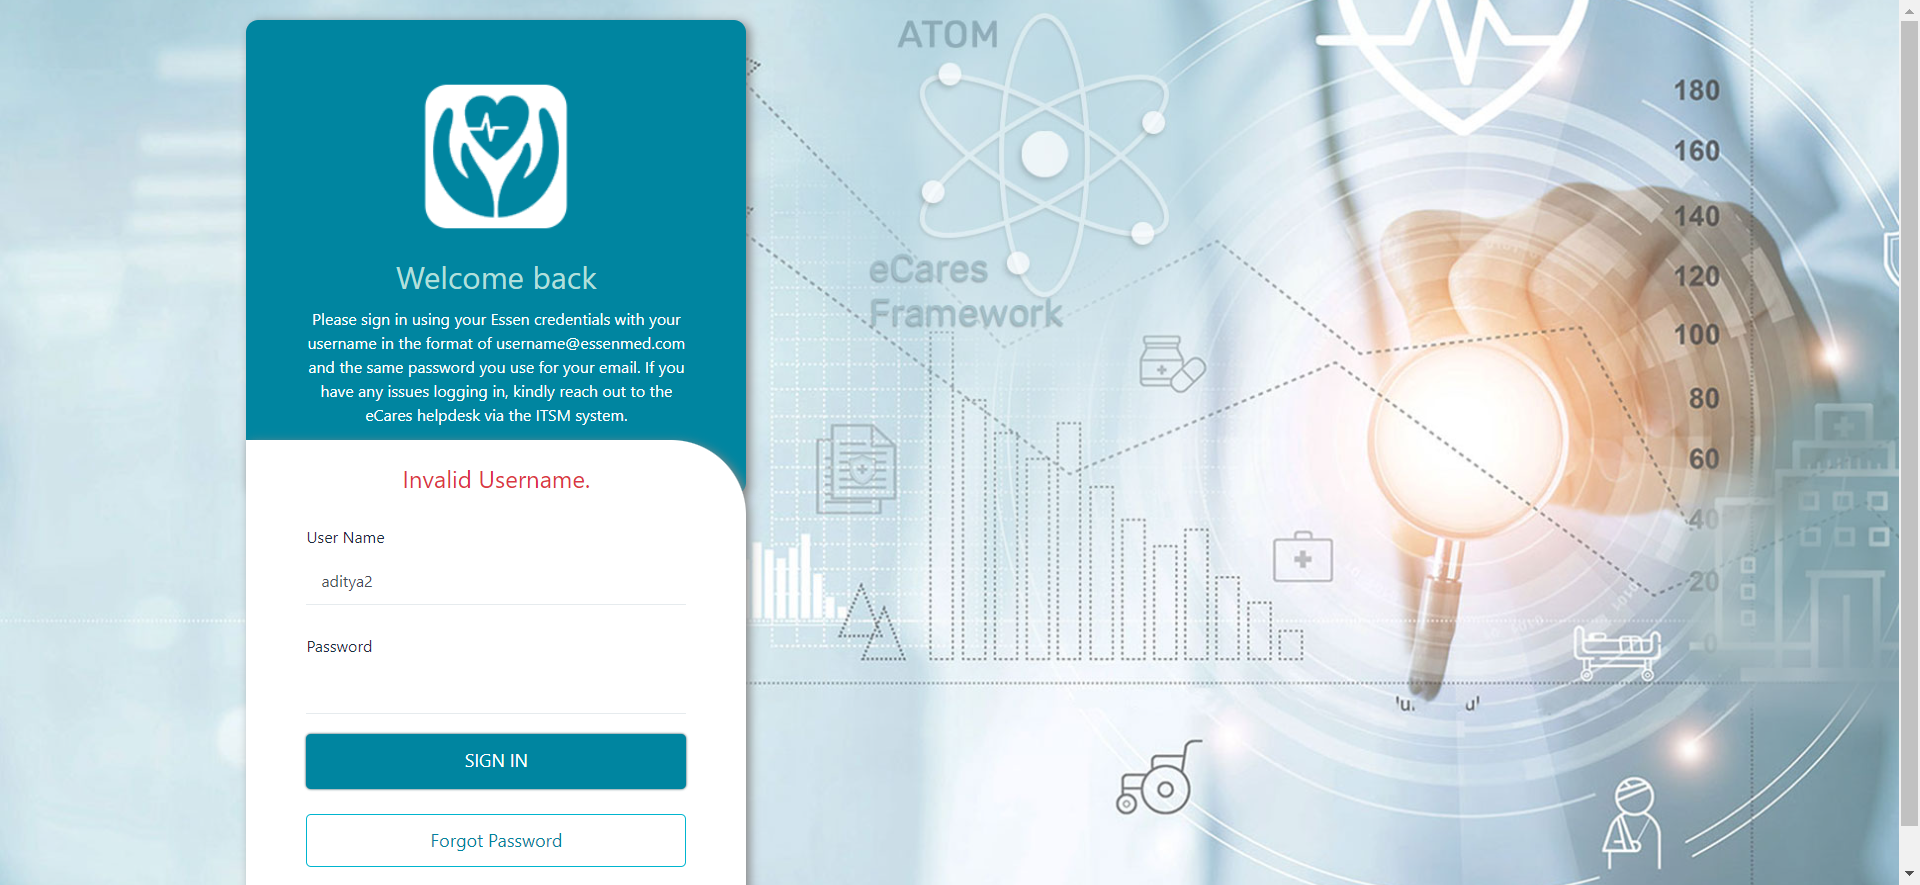 Welcome back
Please sign in using your Essen credentials with your
username in the format of username@essenmed.com
and the same password you use for your email. If you
have any issues logging in, kindly reach out to the
eCares helpdesk via the ITSM system.
Invalid Username.
User Name
aditya2
Password
SIGN IN
Forgot Password
ATOM
eCares
Framework
180
160
140
120
100
80
60
40
20
0